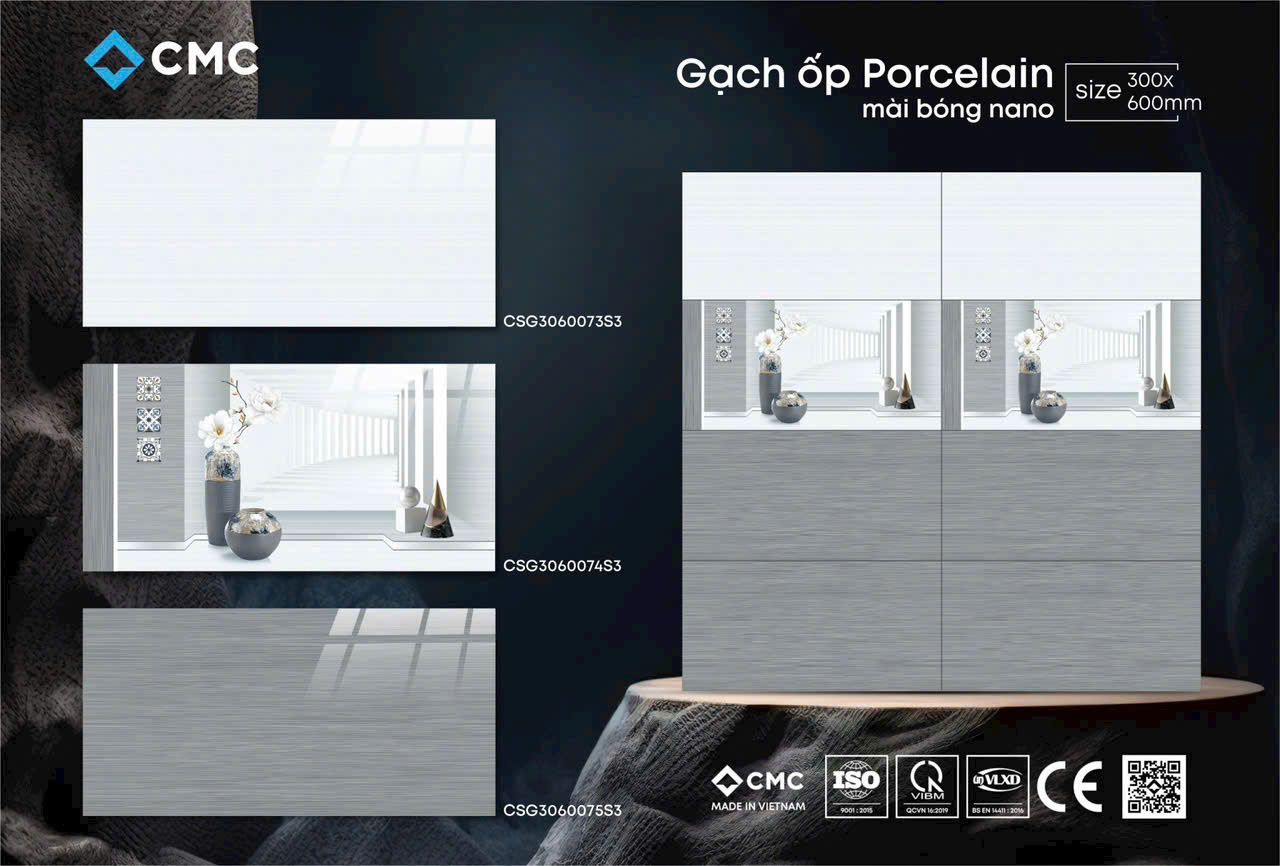 CMC
Gạch ốp Porcelain
mài bóng nano
size 300x
600mm
CSG3060073S3
CSG3060074S3
CSG3060075S3
CMC
MADE IN VIETNAM
ISO
9001 : 2015
VIBM
QCVN 16:2019
VLXD
BS EN 14411 : 2016
CE